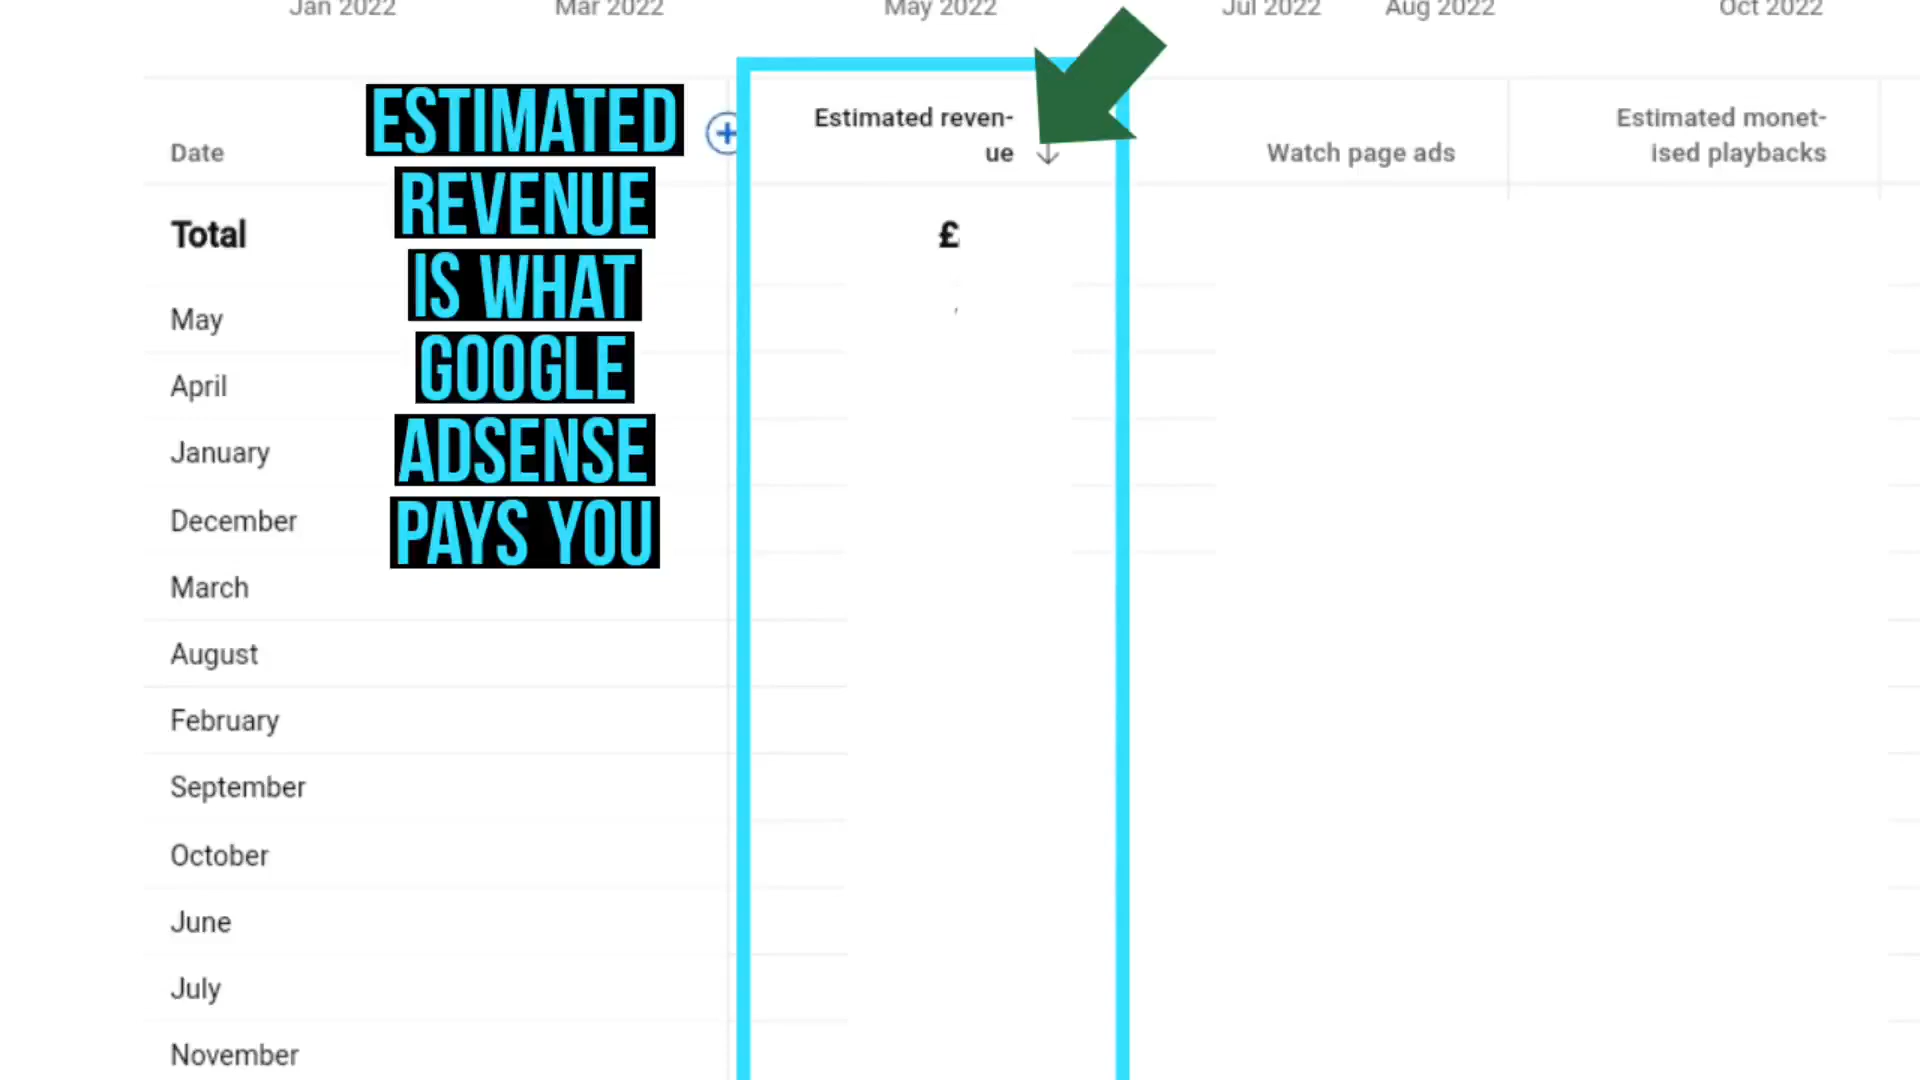 Jan 2022 Mar 2022 May 2022 Jul 2022 Aug 2022 Oct 2022
ESTIMATED
REVENUE
IS WHAT
GOOGLE
ADSENSE
PAYS YOU
Date
Estimated reven-
ue
Watch page ads
Estimated monet-
ised playbacks
Total £
May
April
January
December
March
August
February
September
October
June
July
November